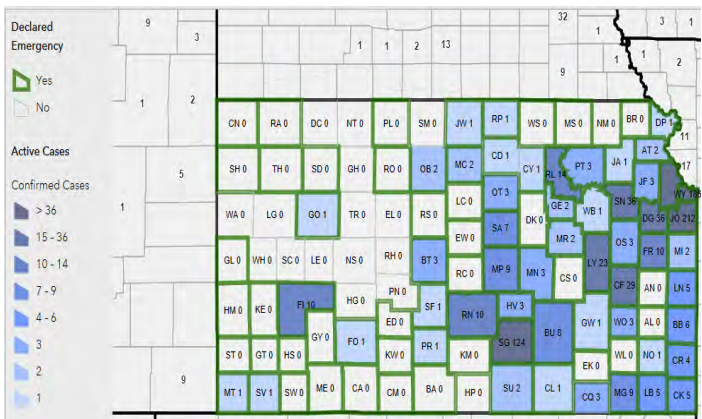 Declared
Emergency
Yes
No
Active Cases
Confirmed Cases
> 36
15 - 36
10 - 14
7 - 9
4 - 6
3
2
1
9
3
1
1
2
13
32
3
1
1
2
9
1
1
2
11
17
5
1
9
CN 0
RA 0
DC 0
NT 0
PL 0
SM 0
JW 1
RP 1
WS 0
MS 0
NM 0
BR 0
DP 1
SH 0
TH 0
SD 0
GH 0
RO 0
OB 2
MC 2
CD 1
CY 1
RL 14
PT 3
JA 1
AT 2
JF 3
WA 0
LG 0
GO 1
TR 0
EL 0
RS 0
LC 0
OT 3
DK 0
GE 2
WB 1
SN 36
DG 36
JO 212
GL 0
WH 0
SC 0
LE 0
NS 0
RH 0
BT 3
EW 0
SA 7
MR 2
LY 23
OS 3
FR 10
MI 2
RC 0
MP 9
MN 3
CS 0
CF 29
AN 0
LN 5
HM 0
KE 0
FI 10
HG 0
PN 0
SF 1
RN 10
HV 3
GY 0
FO 1
ED 0
PR 1
SG 124
BU 8
GW 1
WO 3
AL 0
BB 6
ST 0
GT 0
HS 0
KW 0
KM 0
EK 0
WL 0
NO 1
CR 4
MT 1
SV 1
SW 0
ME 0
CA 0
CM 0
BA 0
HP 0
SU 2
CL 1
CQ 3
MG 9
LB 5
CK 5